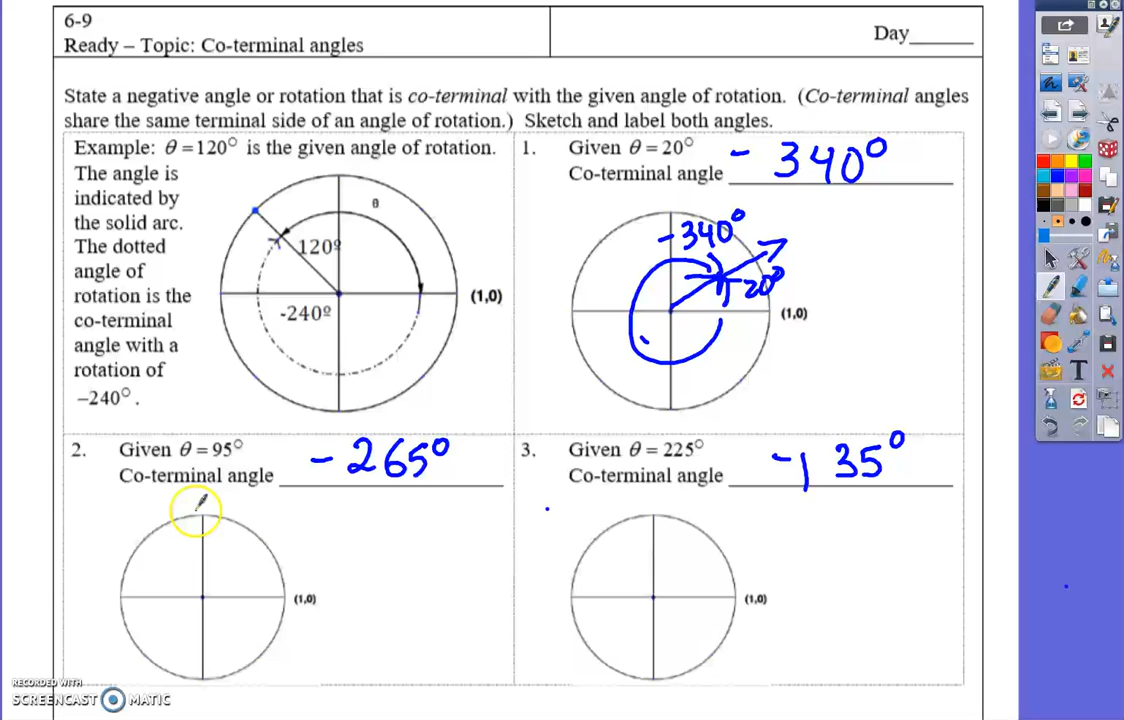 6-9
Ready – Topic: Co-terminal angles
Day______
State a negative angle or rotation that is co-terminal with the given angle of rotation. (Co-terminal angles
share the same terminal side of an angle of rotation.) Sketch and label both angles.
Example: θ = 120° is the given angle of rotation.
The angle is
indicated by
the solid arc.
The dotted
angle of
rotation is the
co-terminal
angle with a
rotation of
−240° .
θ
120º
-240º
(1,0)
1. Given θ = 20°
Co-terminal angle - 340°
-340°
20°
(1,0)
2. Given θ = 95°
Co-terminal angle - 265°
(1,0)
3. Given θ = 225°
Co-terminal angle -135°
(1,0)
RECORDED WITH
SCREENCAST MATIC